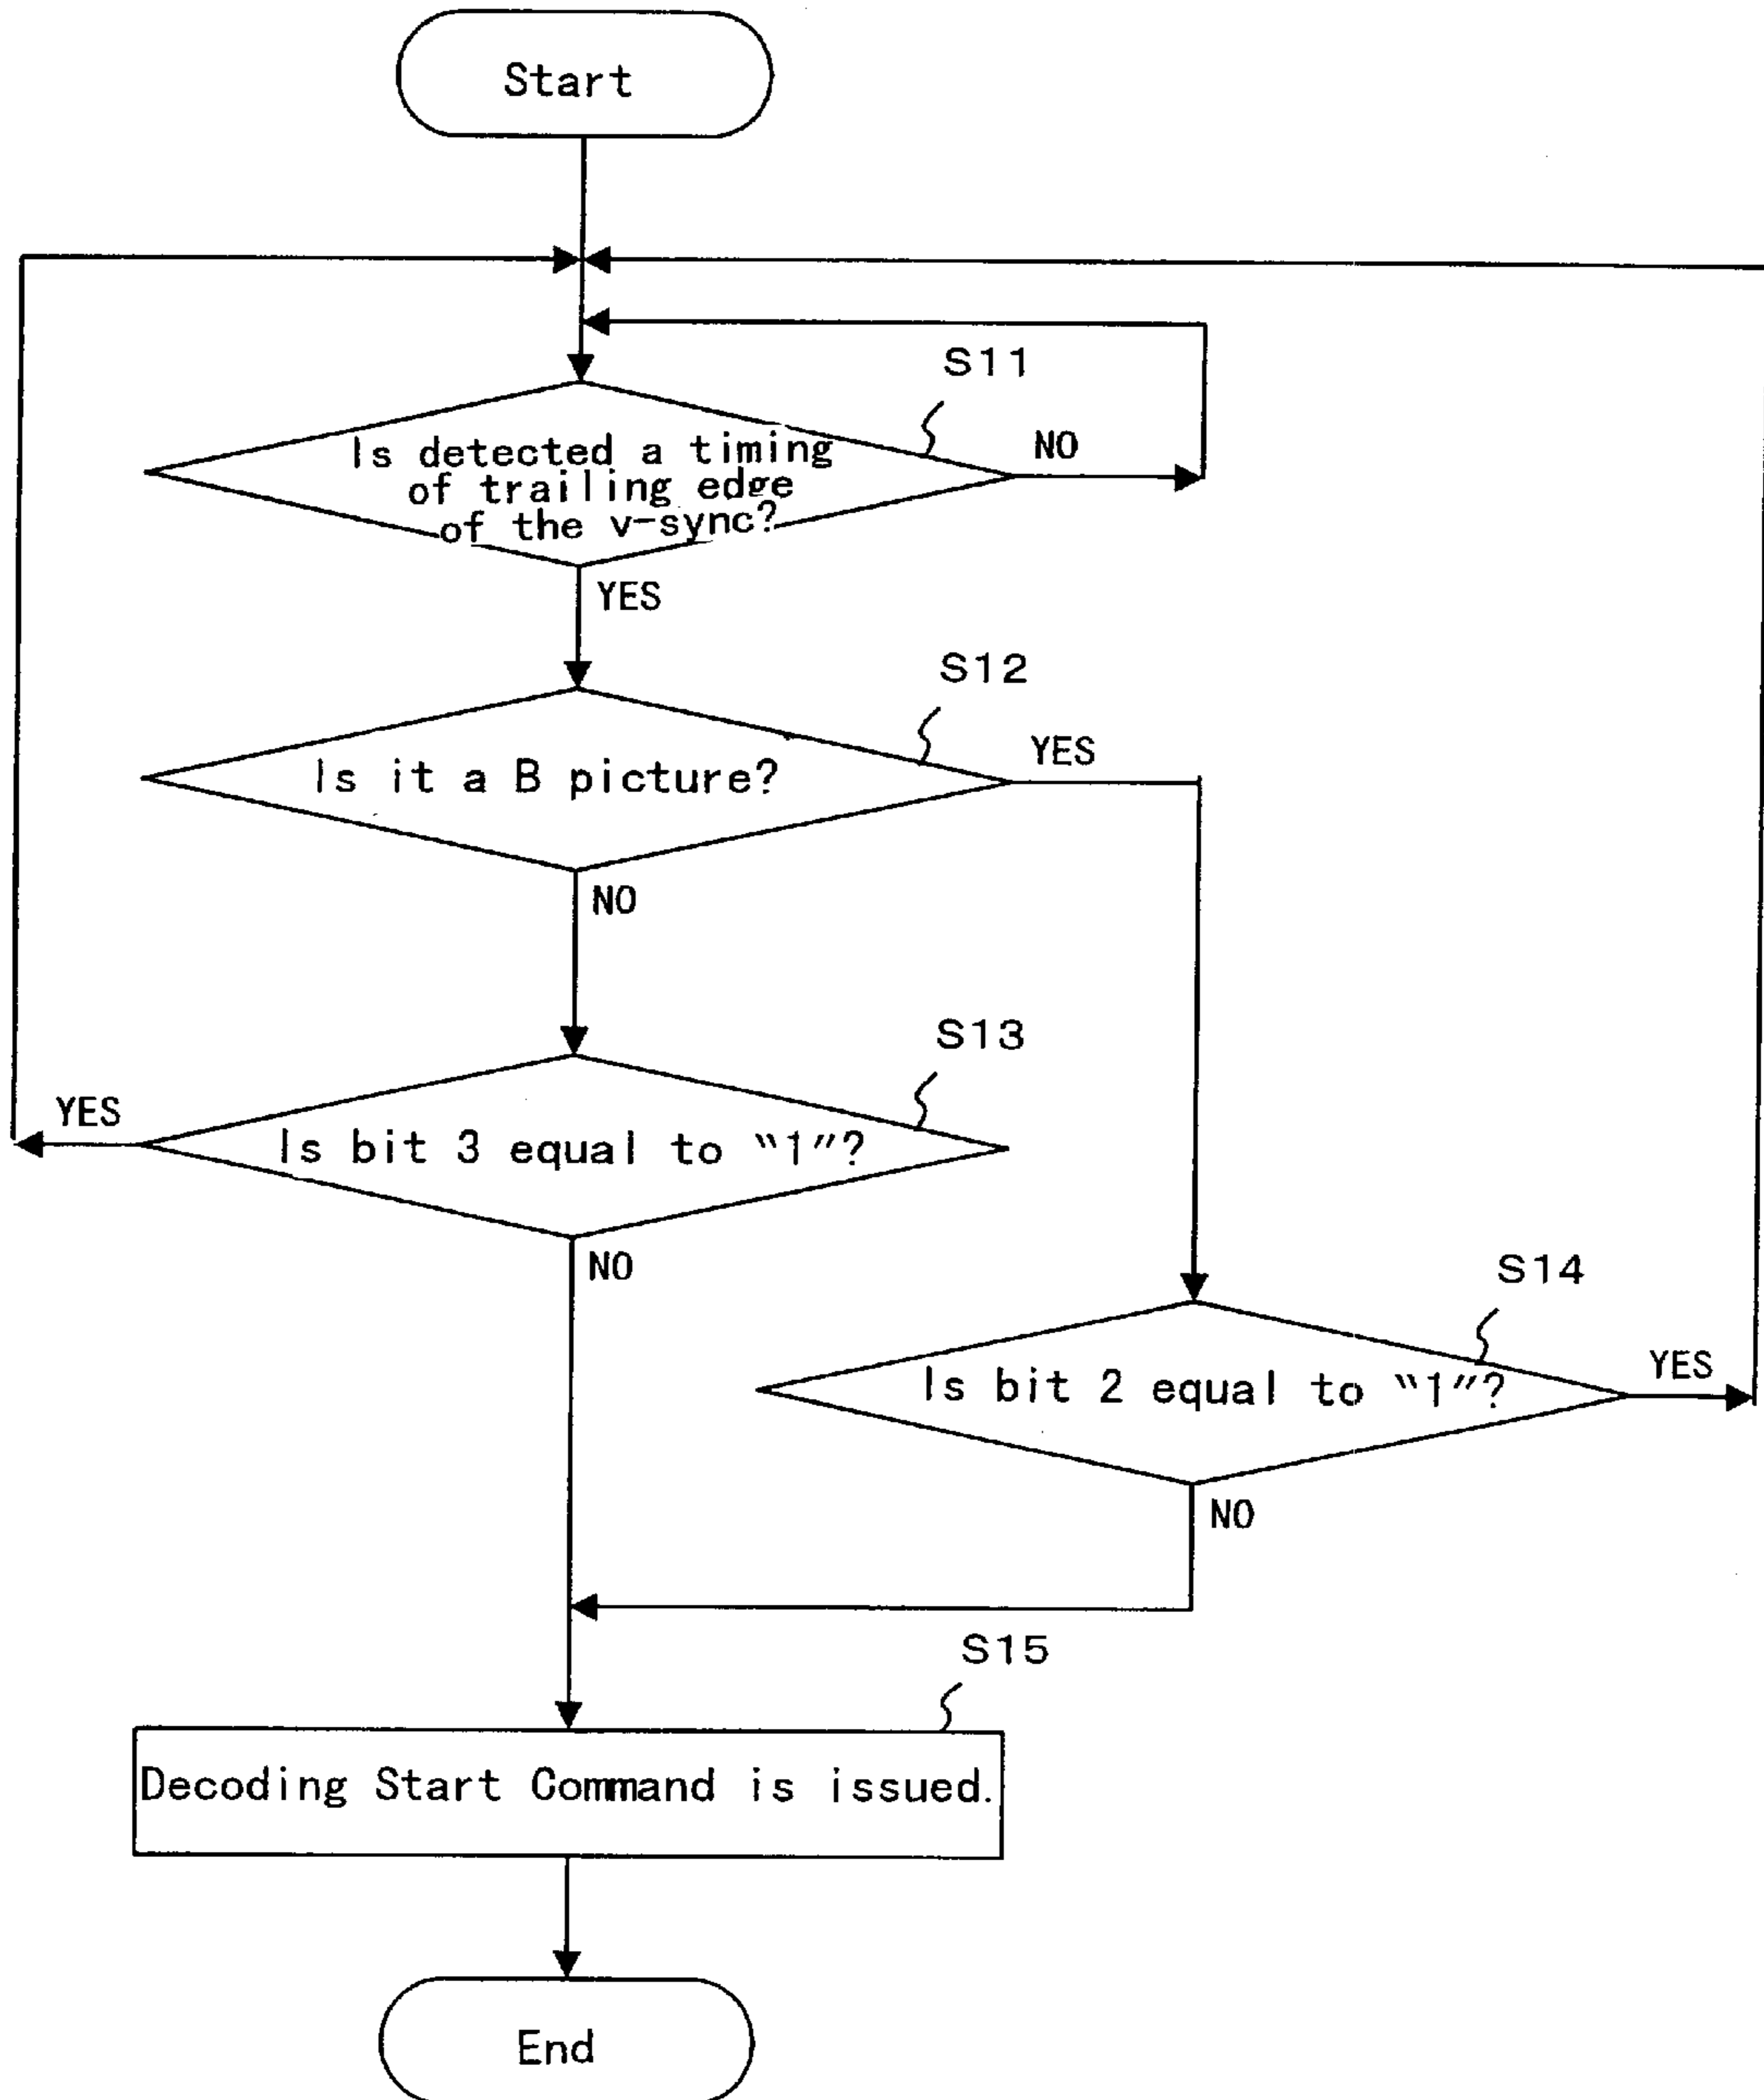 Start
S11
Is detected a timing
of trailing edge
of the v-sync?
NO
YES
S12
Is it a B picture?
YES
NO
S13
Is bit 3 equal to "1"?
YES
NO
S14
Is bit 2 equal to "1"?
YES
NO
S15
Decoding Start Command is issued.
End